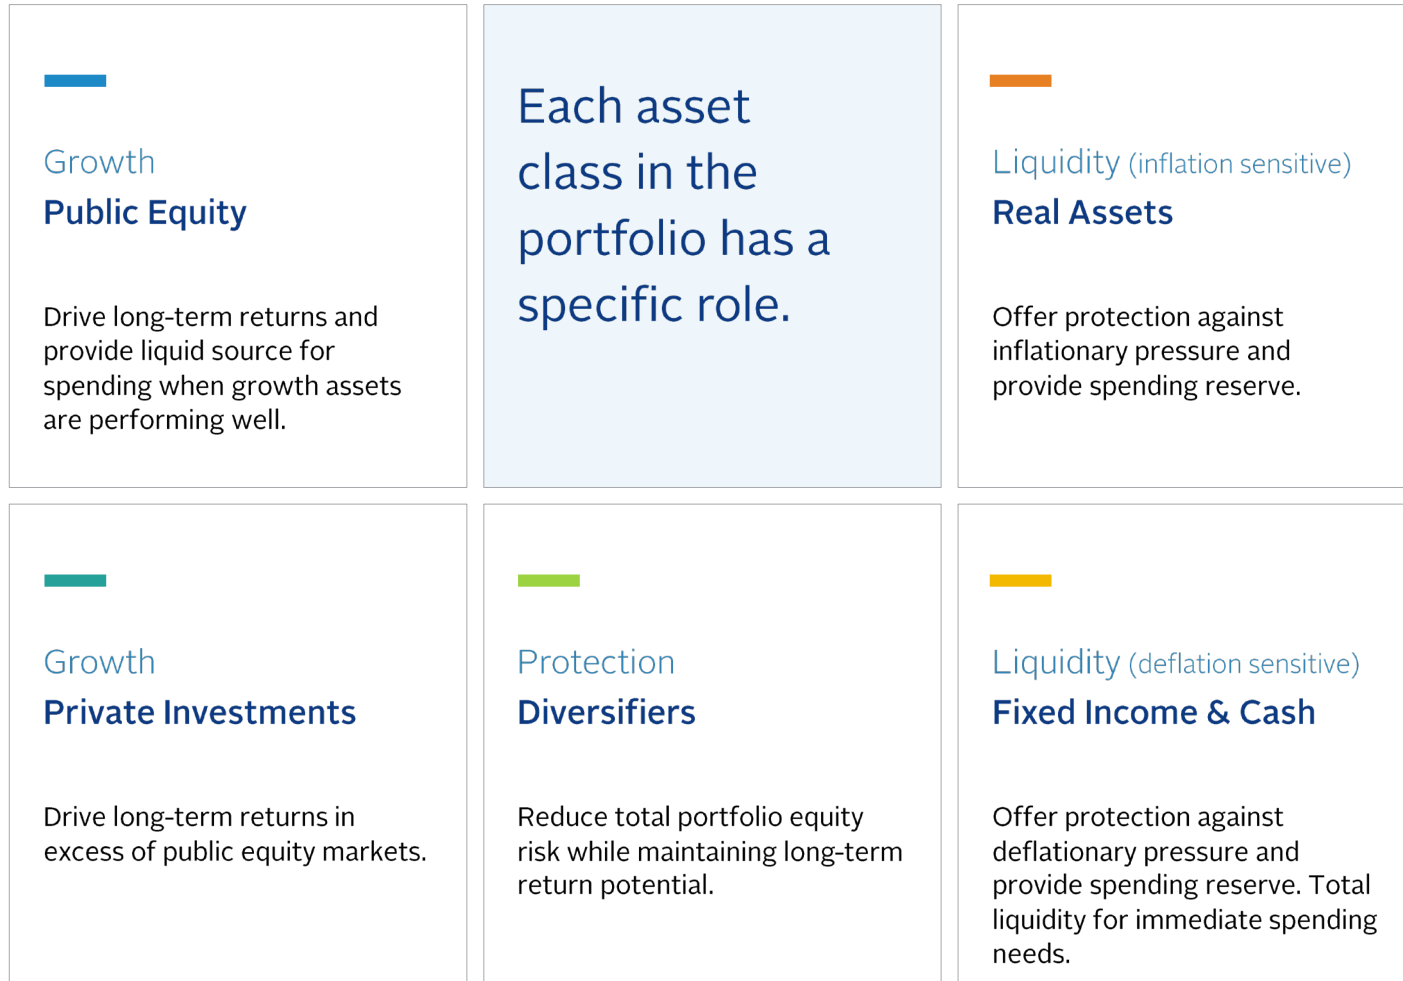 Growth
Public Equity
Drive long-term returns and
provide liquid source for
spending when growth assets
are performing well.
Each asset
class in the
portfolio has a
specific role.
Liquidity (inflation sensitive)
Real Assets
Offer protection against
inflationary pressure and
provide spending reserve.
Growth
Private Investments
Drive long-term returns in
excess of public equity markets.
Protection
Diversifiers
Reduce total portfolio equity
risk while maintaining long-term
return potential.
Liquidity (deflation sensitive)
Fixed Income & Cash
Offer protection against
deflationary pressure and
provide spending reserve. Total
liquidity for immediate spending
needs.